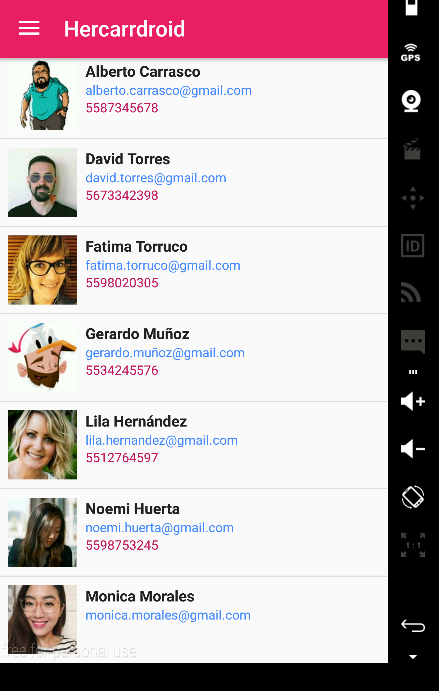 Hercarrdroid
GPS
Alberto Carrasco
alberto.carrasco@gmail.com
5587345678
David Torres
david.torres@gmail.com
5673342398
ID
Fatima Torruco
fatima.torruco@gmail.com
5598020305
Gerardo Muñoz
gerardo.muñoz@gmail.com
5534245576
Lila Hernández
lila.hernandez@gmail.com
5512764597
Noemi Huerta
noemi.huerta@gmail.com
5598753245
1:1
Monica Morales
monica.morales@gmail.com
free for personal use